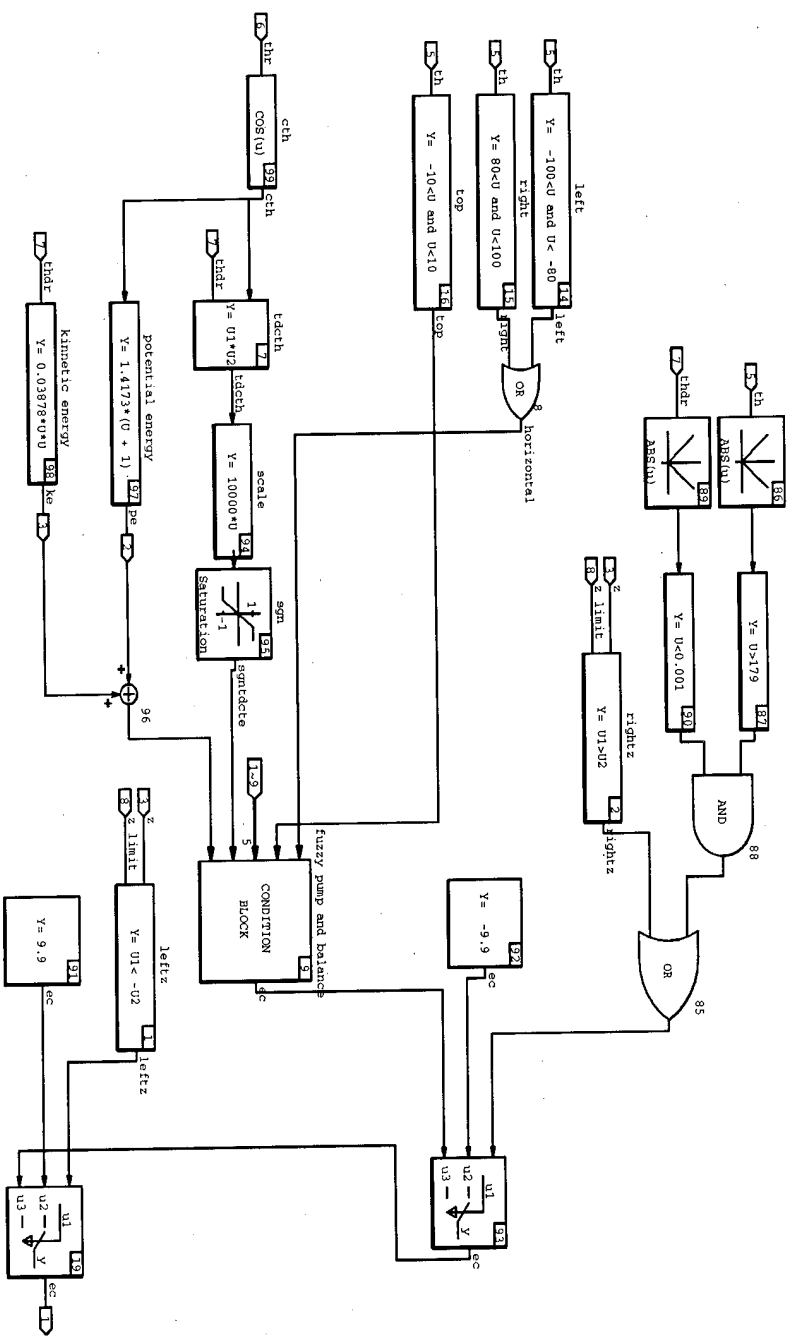 5 th
ABS(u) 86
Y= U>179 87
7 thdr
ABS(u) 89
Y= U<0.001 90
AND
88
3 z
8 z limit
rightz
Y= U1>U2 2
rightz
OR
85
left
5 th
Y= -100<U and U< -80 14
left
right
5 th
Y= 80<U and U<100 15
right
OR
8
horizontal
top
5 th
Y= -10<U and U<10 16
top
cth
6 thr
COS(u) 99
cth
tdcth
7 thdr
Y= U1*U2 7
tdcth
scale
Y= 10000*U 94
sgn
1
-1
95
Saturation
sgntdcte
potential energy
Y= 1.4173*(U + 1) 97
pe
2
kinnetic energy
7 thdr
Y= 0.03878*U*U 98
ke
3
+
+
96
1~9
5
fuzzy pump and balance
CONDITION
BLOCK
9
ec
Y= -9.9 92
ec
u1
u2
u3
y
93
ec
3 z
8 z limit
leftz
Y= U1< -U2 1
leftz
Y= 9.9 91
ec
u1
u2
u3
y
19
ec
1